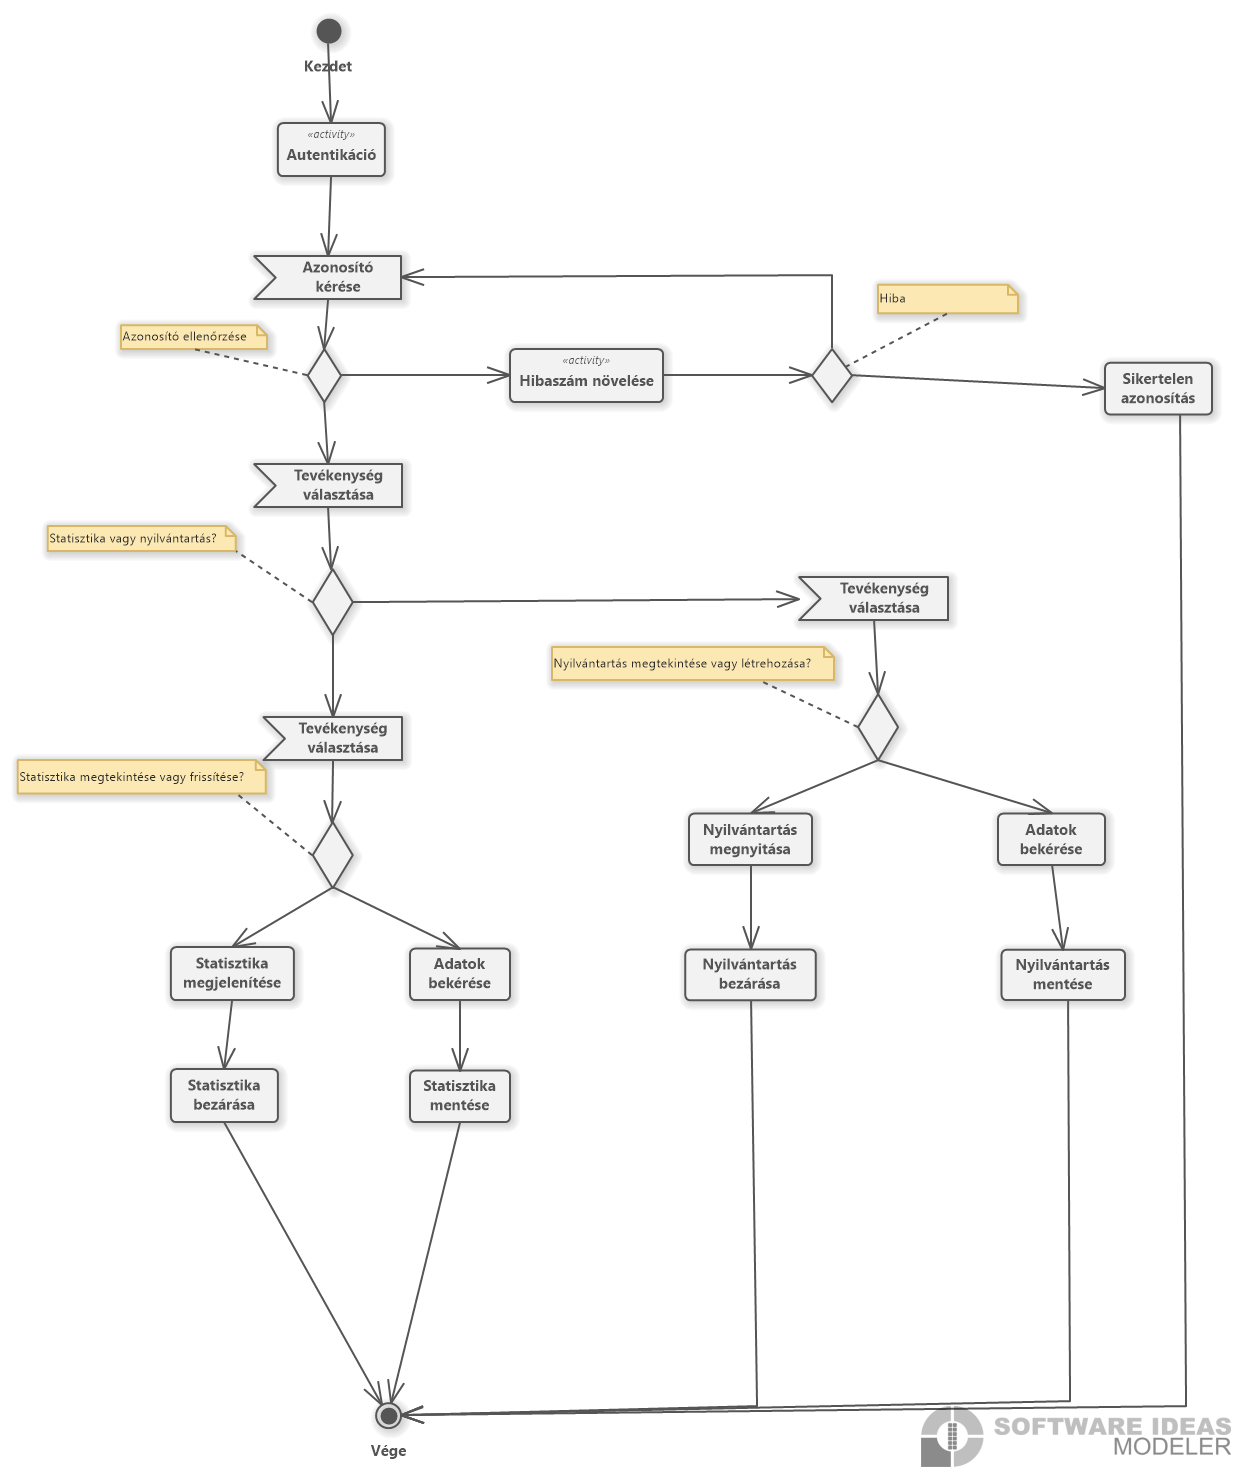 Kezdet
«activity»
Autentikáció
Azonosító
kérése
Hiba
Azonosító ellenőrzése
«activity»
Hibaszám növelése
Sikertelen
azonosítás
Tevékenység
választása
Statisztika vagy nyilvántartás?
Tevékenység
választása
Nyilvántartás megtekintése vagy létrehozása?
Tevékenység
választása
Statisztika megtekintése vagy frissítése?
Nyilvántartás
megnyitása
Adatok
bekérése
Statisztika
megjelenítése
Adatok
bekérése
Nyilvántartás
bezárása
Nyilvántartás
mentése
Statisztika
bezárása
Statisztika
mentése
Vége
SOFTWARE IDEAS
MODELER